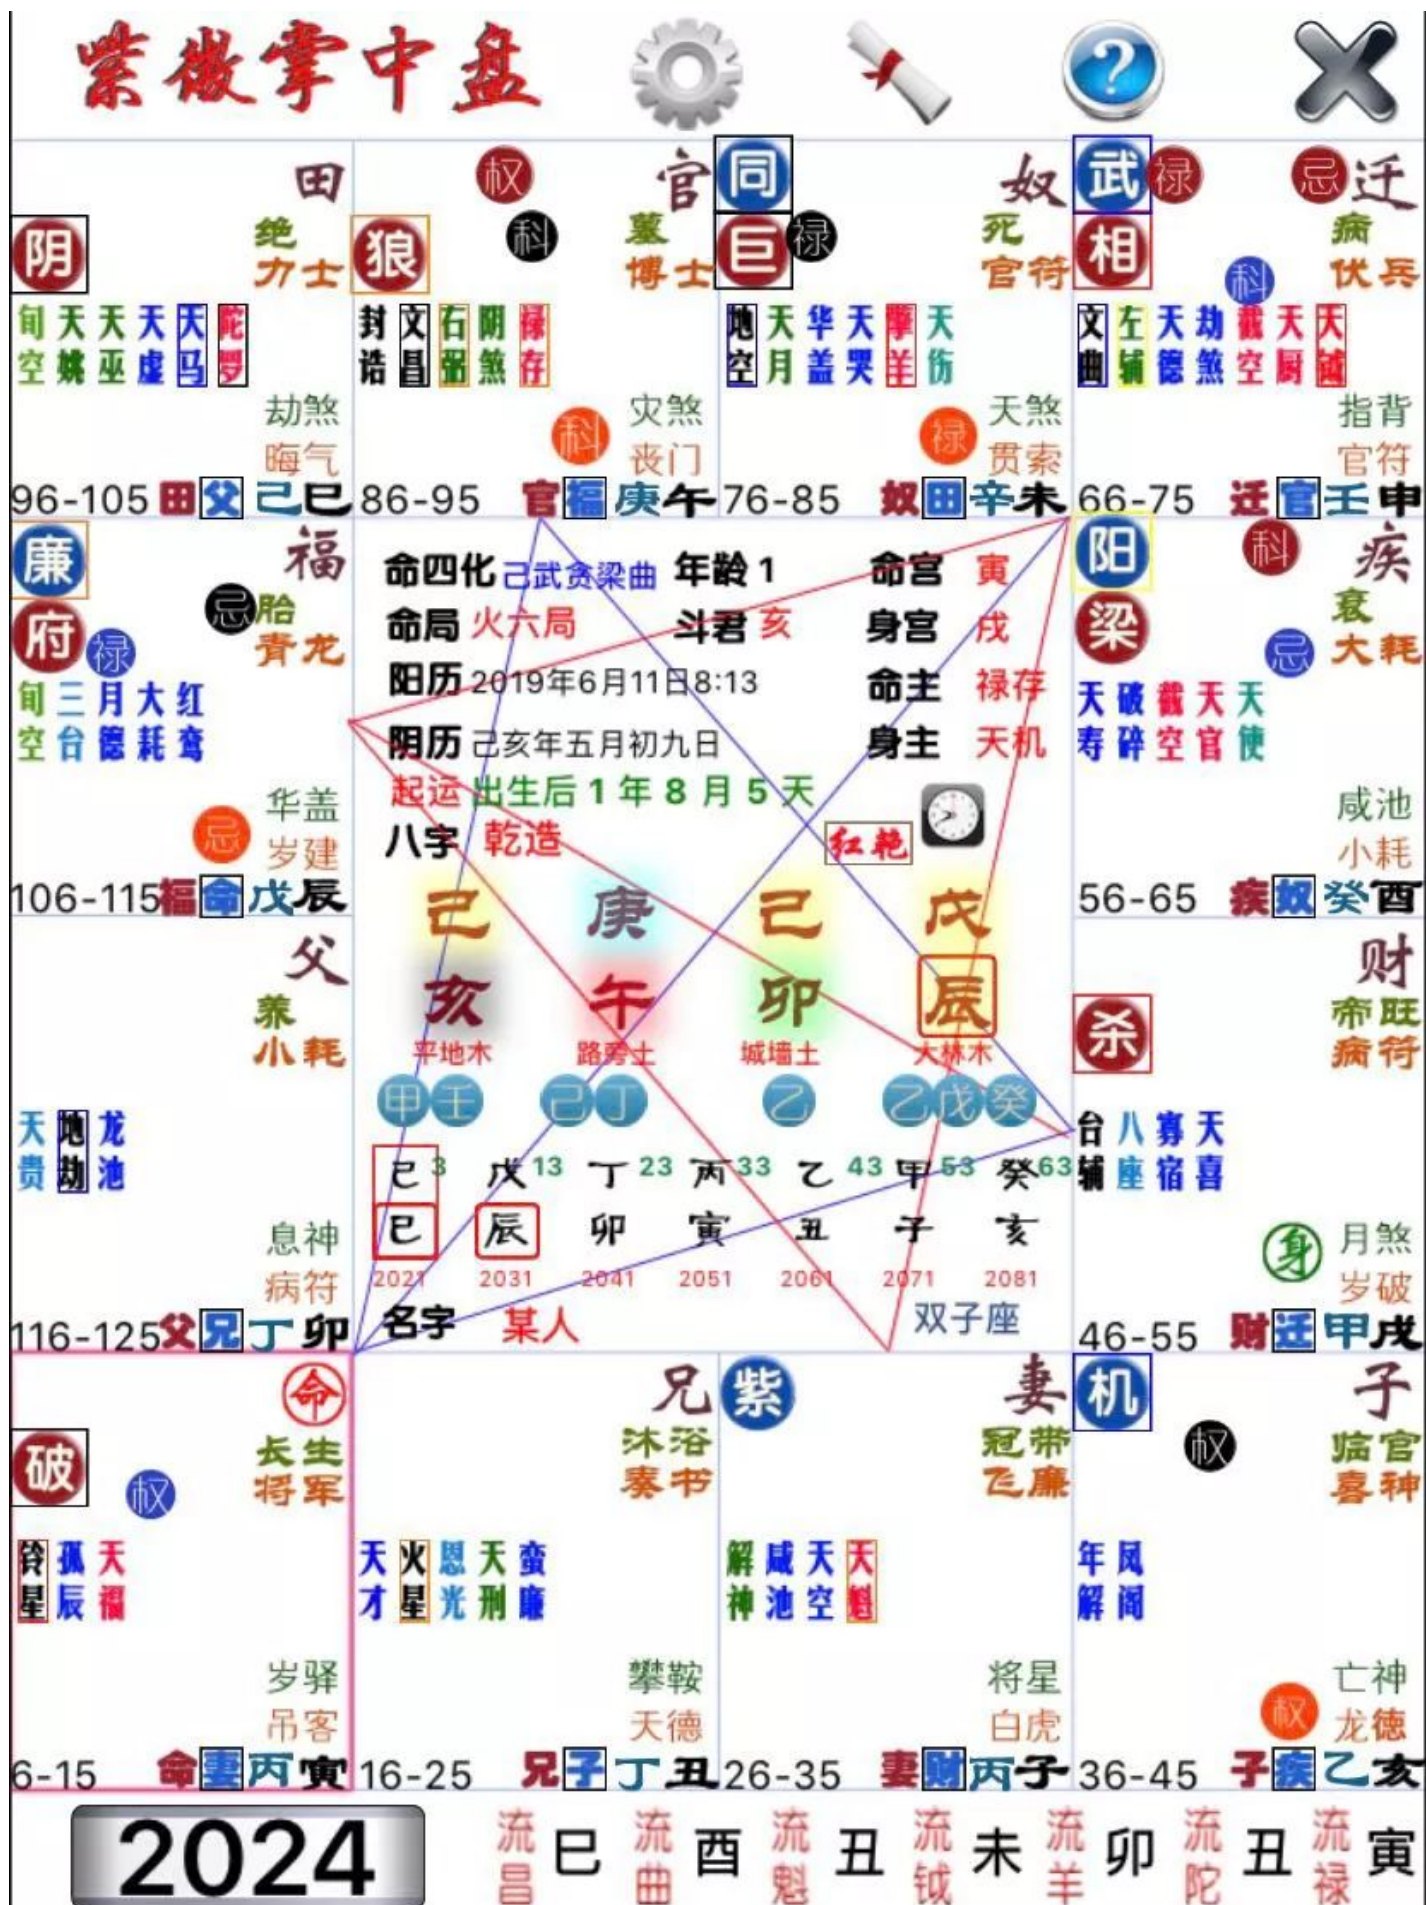 紫微掌中盘
田
阴
绝
力士
旬空 天姚 天巫 天虚 天马 陀罗
劫煞
晦气
96-105 田父己巳
权 官
狼 科
墓
博士
封诰 文昌 右弼 阴煞 禄存
科 灾煞
丧门
86-95 官福庚午
同 奴
巨 禄
死
官符
地空 天月 华盖 天哭 擎羊 天伤
禄 天煞
贯索
76-85 奴田辛未
武 禄 忌 迁
相
病
科 伏兵
文曲 左辅 天德 劫煞 截空 天厨 天钺
指背
官符
66-75 迁官壬申
廉 福
府 禄 忌
胎
青龙
旬空 三台 月德 大耗 红鸾
忌 华盖
岁建
106-115 福命戊辰
命四化 己武贪梁曲 年龄 1 命宫 寅
命局 火六局 斗君 亥 身宫 戌
阳历 2019年6月11日8:13 命主 禄存
阴历 己亥年五月初九日 身主 天机
起运 出生后 1 年 8 月 5 天
八字 乾造 红艳
己 庚 己 戊
亥 午 卯 辰
平地木 路旁土 城墙土 大林木
甲壬 己丁 乙 乙戊癸
己 3 戊 13 丁 23 丙 33 乙 43 甲 53 癸 63
巳 辰 卯 寅 丑 子 亥
2021 2031 2041 2051 2061 2071 2081
名字 某人 双子座
阳 科 疾
梁 忌
衰
大耗
天寿 破碎 截空 天官 天使
咸池
小耗
56-65 疾奴癸酉
父
养
小耗
天贵 地劫 龙池
息神
病符
116-125 父兄丁卯
财
杀
帝旺
病符
台辅 八座 寡宿 天喜
身 月煞
岁破
46-55 财迁甲戌
命
破 权
长生
将军
铃星 孤辰 天福
岁驿
吊客
6-15 命妻丙寅
兄
沐浴
奏书
天才 火星 恩光 天刑 蜚廉
攀鞍
天德
16-25 兄子丁丑
紫 妻
冠带
飞廉
解神 咸池 天空 天魁
将星
白虎
26-35 妻财丙子
机 子
权 临官
喜神
年解 凤阁
亡神
权 龙德
36-45 子疾乙亥
2024 流昌 巳 流曲 酉 流魁 丑 流钺 未 流羊 卯 流陀 丑 流禄 寅